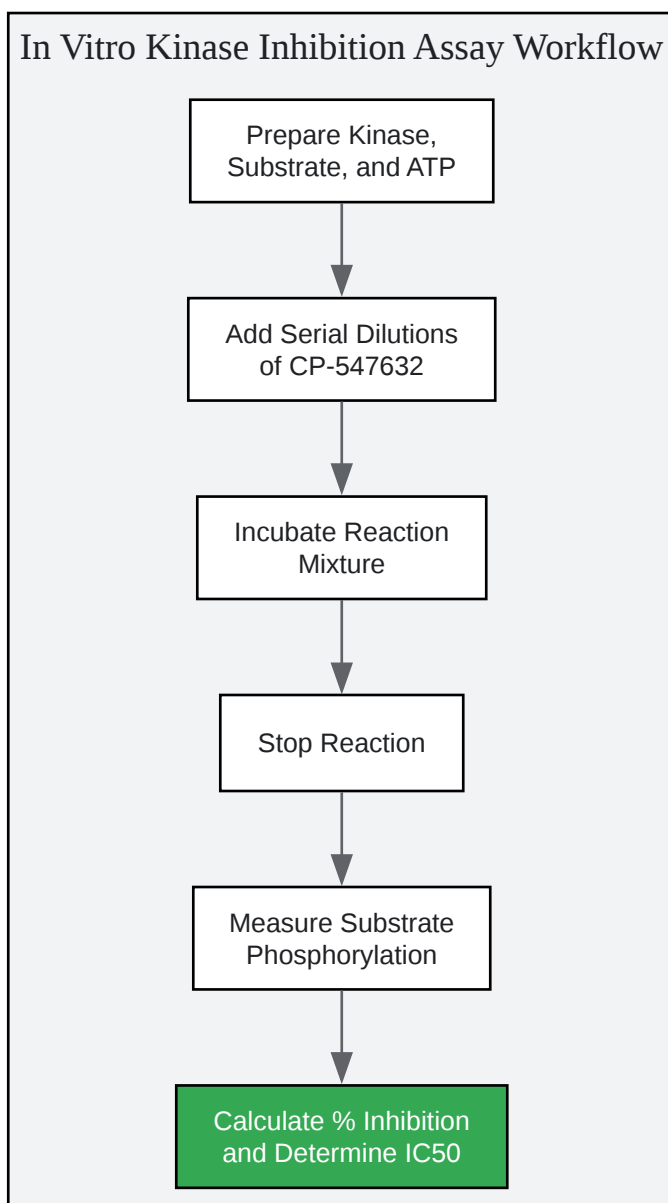 In Vitro Kinase Inhibition Assay Workflow
Prepare Kinase,
Substrate, and ATP
Add Serial Dilutions
of CP-547632
Incubate Reaction
Mixture
Stop Reaction
Measure Substrate
Phosphorylation
Calculate % Inhibition
and Determine IC50